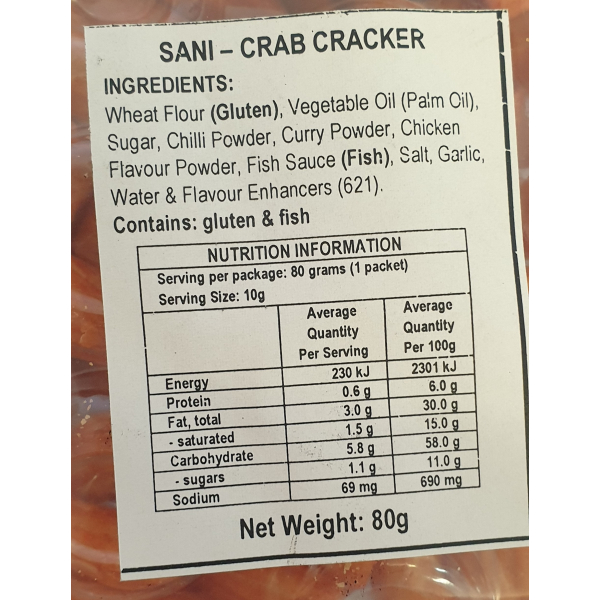 SANI – CRAB CRACKER
INGREDIENTS:
Wheat Flour (Gluten), Vegetable Oil (Palm Oil),
Sugar, Chilli Powder, Curry Powder, Chicken
Flavour Powder, Fish Sauce (Fish), Salt, Garlic,
Water & Flavour Enhancers (621).
Contains: gluten & fish
NUTRITION INFORMATION
Serving per package: 80 grams (1 packet)
Serving Size: 10g
Average Quantity Per Serving Average Quantity Per 100g
Energy 230 kJ 2301 kJ
Protein 0.6 g 6.0 g
Fat, total 3.0 g 30.0 g
- saturated 1.5 g 15.0 g
Carbohydrate 5.8 g 58.0 g
- sugars 1.1 g 11.0 g
Sodium 69 mg 690 mg
Net Weight: 80g